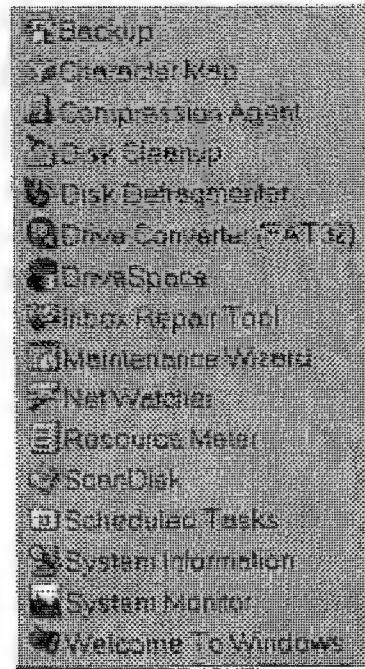 Backup
Character Map
Compression Agent
Disk Cleanup
Disk Defragmenter
Drive Converter (FAT32)
DriveSpace
Inbox Repair Tool
Maintenance Wizard
Net Watcher
Resource Meter
ScanDisk
Scheduled Tasks
System Information
System Monitor
Welcome To Windows